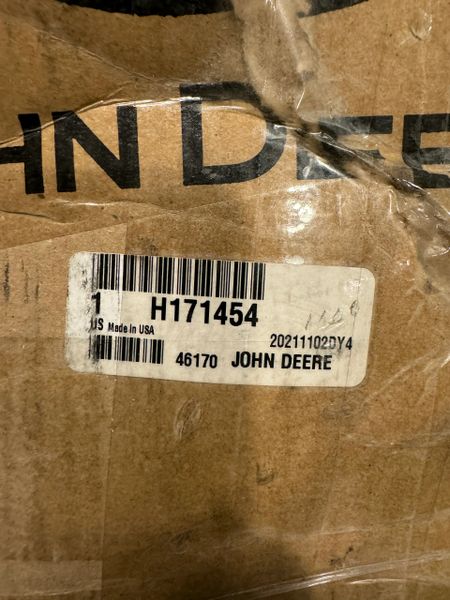 HN DEE
1 H171454
US Made In USA
20211102DY4
46170 JOHN DEERE